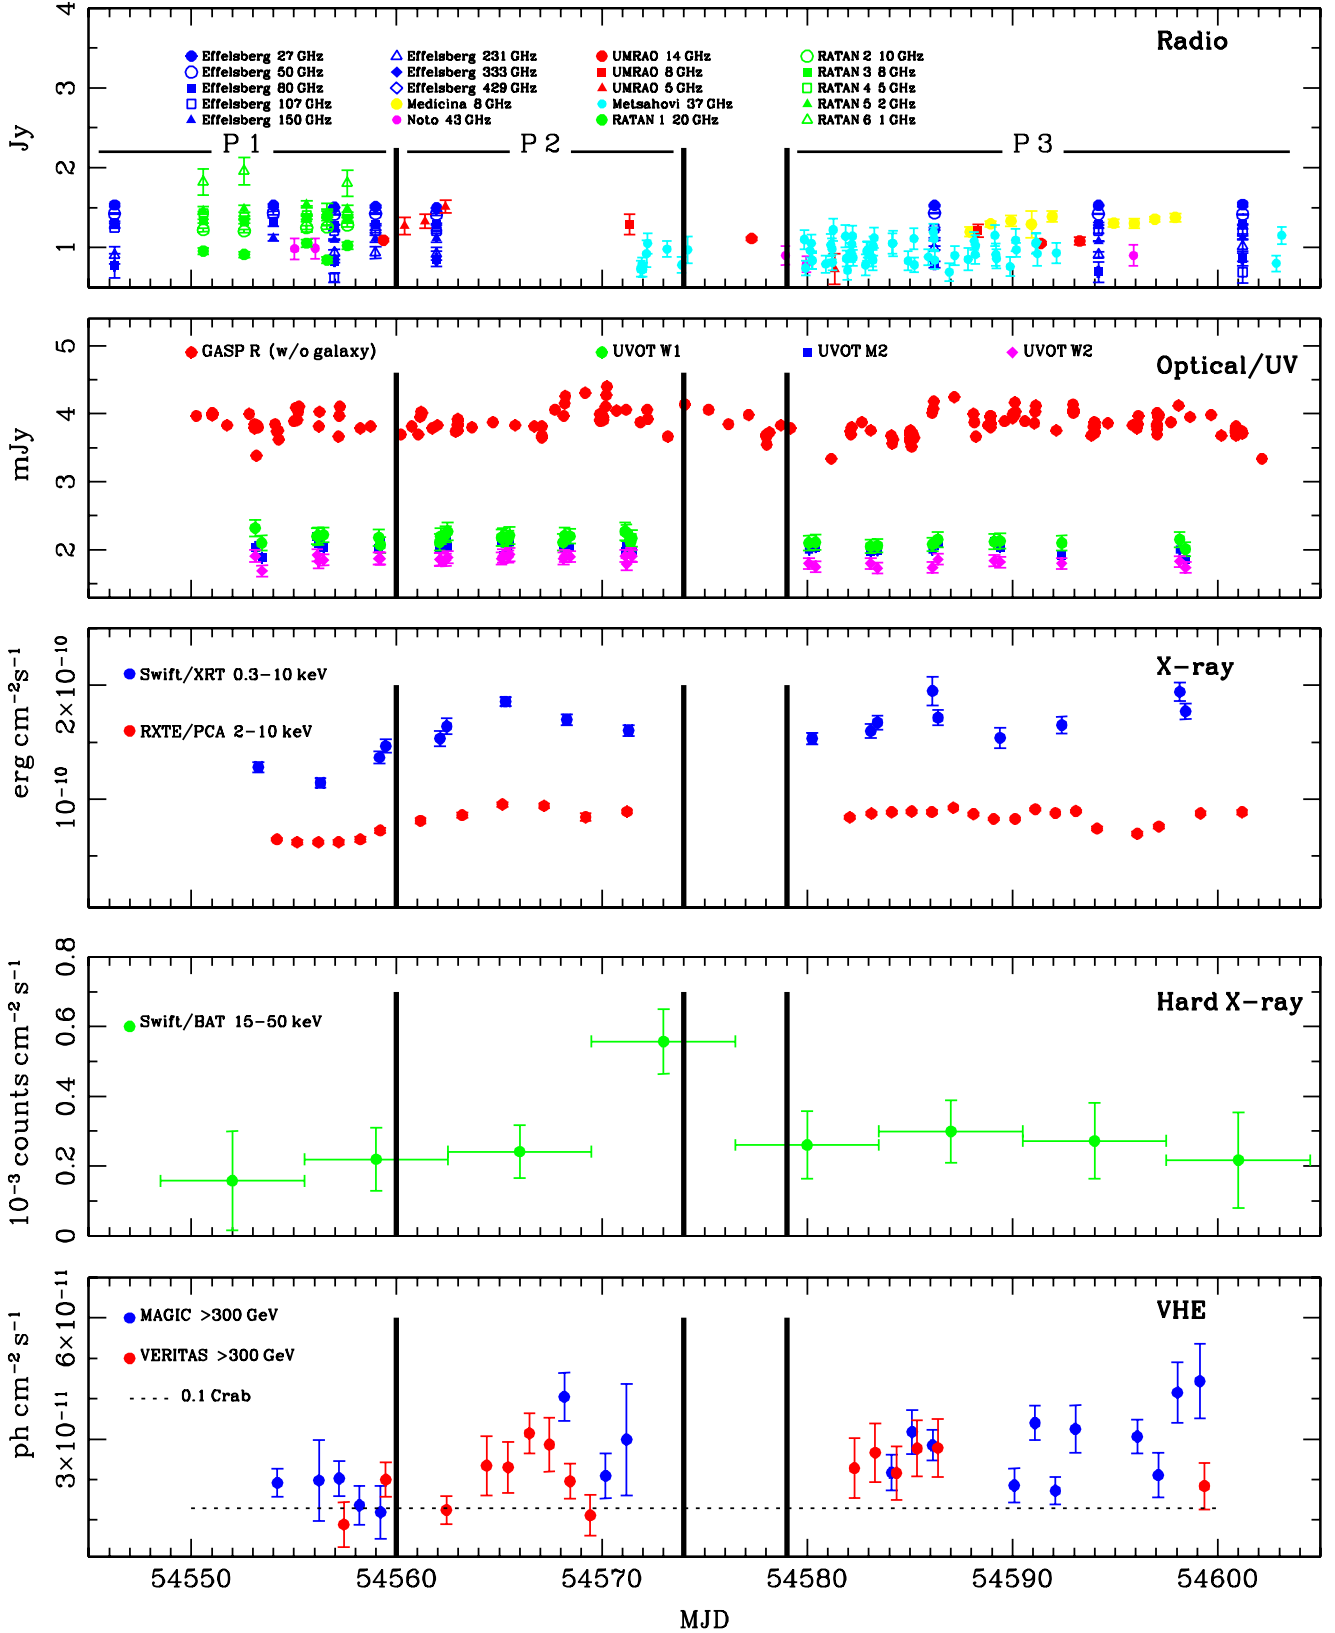 Radio
Effelsberg 27 GHz
Effelsberg 50 GHz
Effelsberg 80 GHz
Effelsberg 107 GHz
Effelsberg 150 GHz
Effelsberg 231 GHz
Effelsberg 333 GHz
Effelsberg 429 GHz
Medicina 8 GHz
Noto 43 GHz
UMRAO 14 GHz
UMRAO 8 GHz
UMRAO 5 GHz
Metsahovi 37 GHz
RATAN 1 20 GHz
RATAN 2 10 GHz
RATAN 3 8 GHz
RATAN 4 5 GHz
RATAN 5 2 GHz
RATAN 6 1 GHz
P 1
P 2
P 3
Jy
4
3
2
1
Optical/UV
GASP R (w/o galaxy)
UVOT W1
UVOT M2
UVOT W2
mJy
5
4
3
2
X-ray
Swift/XRT 0.3-10 keV
RXTE/PCA 2-10 keV
erg cm⁻²s⁻¹
2×10⁻¹⁰
10⁻¹⁰
Hard X-ray
Swift/BAT 15-50 keV
10⁻³ counts cm⁻² s⁻¹
0.8
0.6
0.4
0.2
0
VHE
MAGIC >300 GeV
VERITAS >300 GeV
0.1 Crab
ph cm⁻² s⁻¹
6×10⁻¹¹
3×10⁻¹¹
54550
54560
54570
54580
54590
54600
MJD